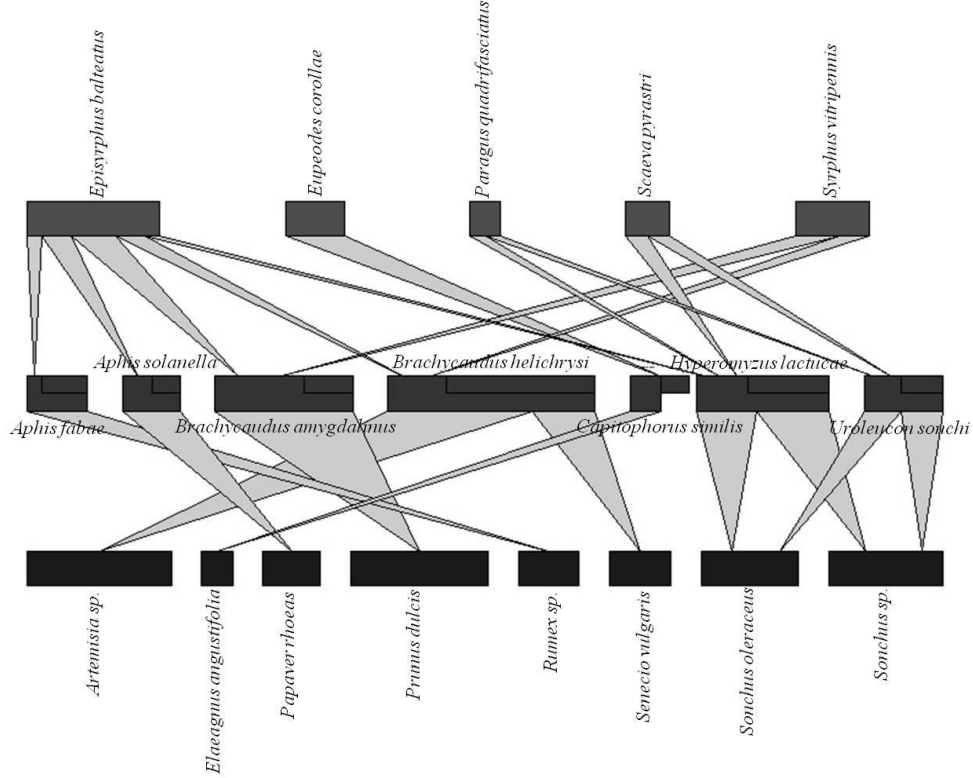 Episyrphus balteatus
Eupeodes corollae
Paragus quadrifasciatus
Scaeva pyrastri
Syrphus vitripennis
Aphis solanella
Brachycaudus helichrysi
Hyperomyzus lactucae
Aphis fabae
Brachycaudus amygdalinus
Capitophorus similis
Uroleucon sonchi
Artemisia sp.
Elaeagnus angustifolia
Papaver rhoeas
Prunus dulcis
Rumex sp.
Senecio vulgaris
Sonchus oleraceus
Sonchus sp.